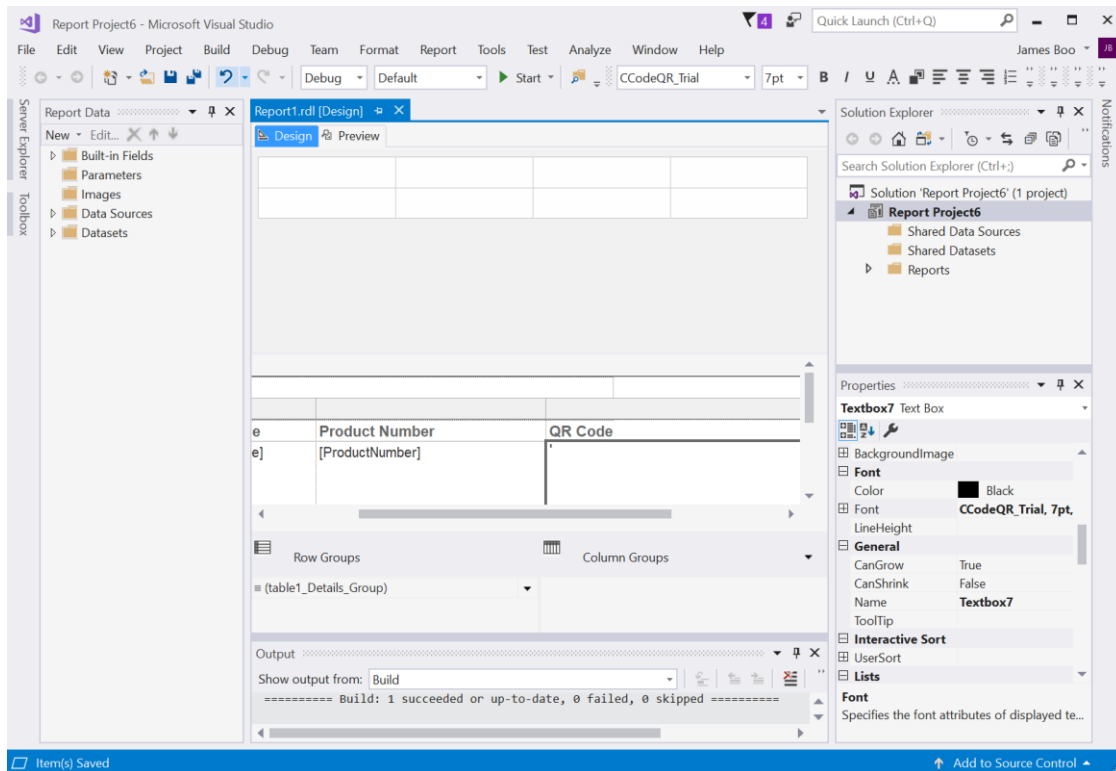 Report Project6 - Microsoft Visual Studio
4
Quick Launch (Ctrl+Q)
File Edit View Project Build Debug Team Format Report Tools Test Analyze Window Help
James Boo
JB
Debug Default Start CCodeQR_Trial 7pt B I U A
Server Explorer
Toolbox
Report Data
New Edit...
Built-in Fields
Parameters
Images
Data Sources
Datasets
Report1.rdl [Design]
Design Preview
e Product Number QR Code
e] [ProductNumber]
Row Groups Column Groups
(table1_Details_Group)
Output
Show output from: Build
========== Build: 1 succeeded or up-to-date, 0 failed, 0 skipped ==========
Solution Explorer
Search Solution Explorer (Ctrl+;)
Solution 'Report Project6' (1 project)
Report Project6
Shared Data Sources
Shared Datasets
Reports
Properties
Textbox7 Text Box
BackgroundImage
Font
Color Black
Font CCodeQR_Trial, 7pt,
LineHeight
General
CanGrow True
CanShrink False
Name Textbox7
ToolTip
Interactive Sort
UserSort
Lists
Font
Specifies the font attributes of displayed te...
Notifications
Item(s) Saved
Add to Source Control